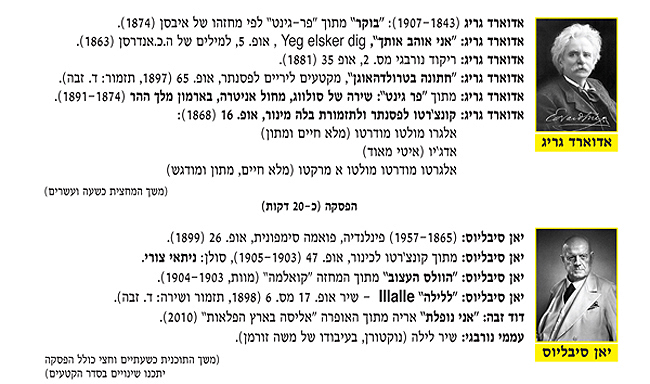 אדוארד גריג (1843-1907): "בוקר" מתוך "פר-גינט" לפי מחזהו של איבסן (1874).
אדוארד גריג: "אני אוהב אותך", Yeg elsker dig , אופ. 5, למילים של ה.כ.אנדרסן (1863).
אדוארד גריג: ריקוד נורבגי מס. 2, אופ 35 (1881).
אדוארד גריג: "חתונה בטרולדהאוגן", מקטעים ליריים לפסנתר, אופ. 65 (1897, תזמור: ד. זבה).
אדוארד גריג: מתוך "פר גינט": שירה של סולווג, מחול אניטרה, בארמון מלך ההר (1874-1891).
אדוארד גריג: קונצ'רטו לפסנתר ולתזמורת בלה מינור, אופ. 16 (1868):
אלגרו מולטו מודרטו (מלא חיים ומתון)
אדג'יו (איטי מאוד)
אלגרטו מודרטו מולטו א מרקטו (מלא חיים, מתון ומודגש)
(משך המחצית כשעה ועשרים)
הפסקה (כ-20 דקות)
אדוארד גריג
יאן סיבליוס: (1865-1957) פינלנדיה, פואמה סימפונית, אופ. 26 (1899).
יאן סיבליוס: מתוך קונצ'רטו לכינור, אופ. 47 (1903-1905), סולן: ניתאי צורי.
יאן סיבליוס: "הוולס העצוב" מתוך המחזה "קואלמה" (מוות, 1903-1904).
יאן סיבליוס: "ללילה" Illalle - שיר אופ. 17 מס. 6 (1898, תזמור ושירה: ד. זבה).
דוד זבה: "אני נופלת" אריה מתוך האופרה "אליסה בארץ הפלאות" (2010).
עממי נורבגי: שיר לילה (נוקטורן, בעיבודו של משה זורמן).
(משך התוכנית כשעתיים וחצי כולל הפסקה
יתכנו שינויים בסדר הקטעים)
יאן סיבליוס